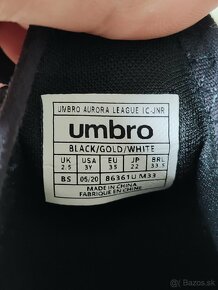 UMBRO AURORA LEAGUE IC-JNR
umbro
BLACK/GOLD/WHITE
UK USA EU JP BRL
2.5 3Y 35 22 33.5
BS 05/20 86361U M33
MADE IN CHINA
FABRIQUE EN CHINE
Bazos.sk